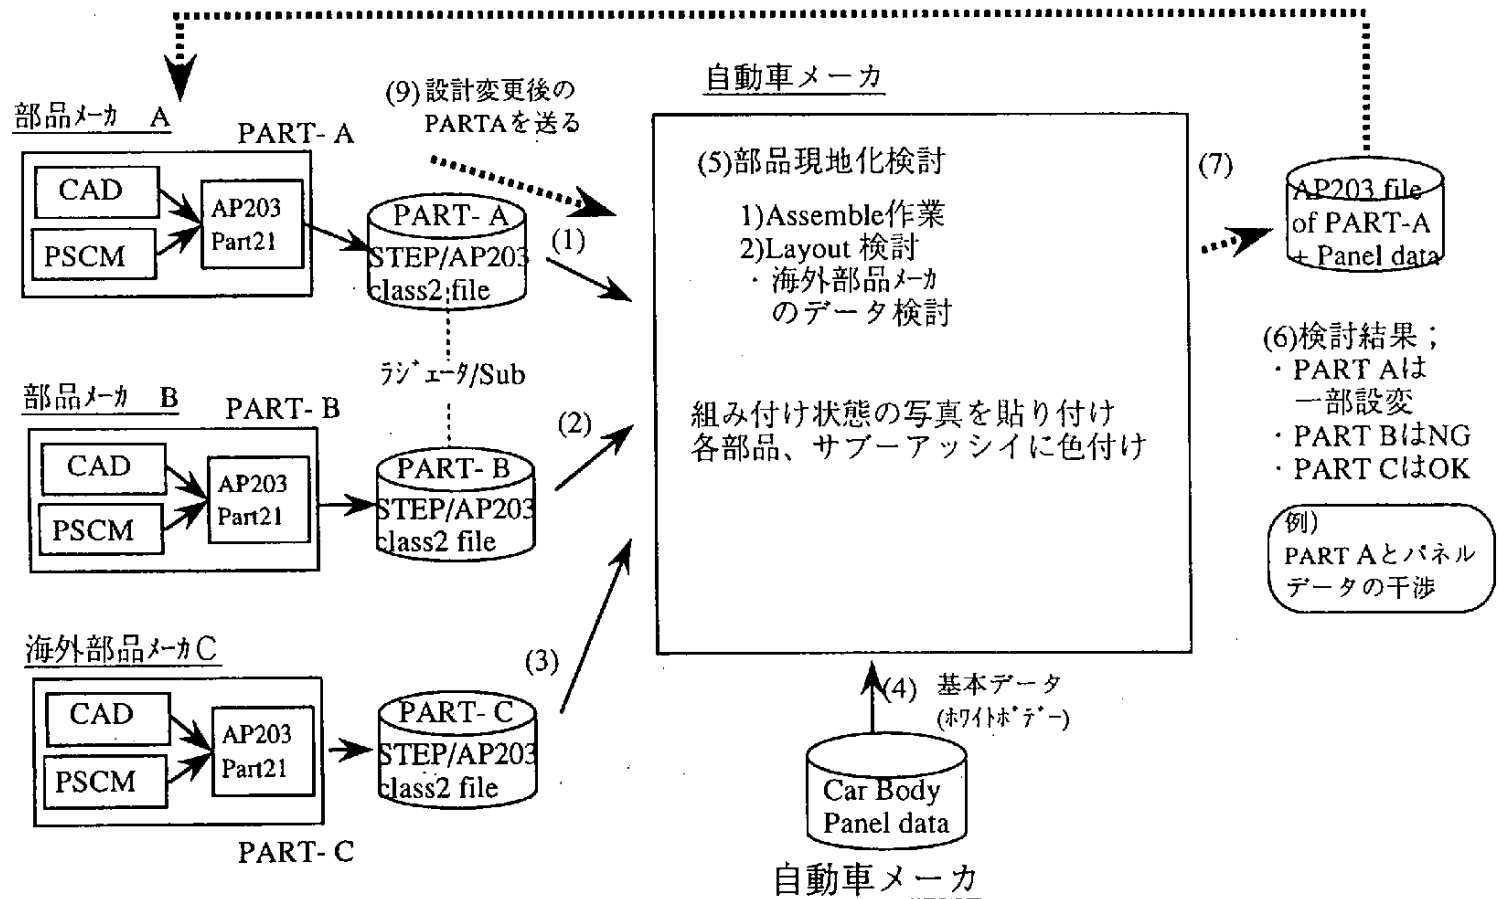 自動車メーカ
(9) 設計変更後の
PARTAを送る
部品ﾒｰｶ A
PART- A
CAD
PSCM
AP203
Part21
PART- A
STEP/AP203
class2 file
(1)
ﾗｼﾞｴｰﾀ/Sub
部品ﾒｰｶ B
PART- B
CAD
PSCM
AP203
Part21
PART- B
STEP/AP203
class2 file
(2)
海外部品ﾒｰｶC
CAD
PSCM
AP203
Part21
PART- C
PART- C
STEP/AP203
class2 file
(3)
(5)部品現地化検討
1)Assemble作業
2)Layout 検討
・海外部品ﾒｰｶ
のデータ検討
組み付け状態の写真を貼り付け
各部品、サブーアッシイに色付け
(4) 基本データ
(ﾎﾜｲﾄﾎﾞﾃﾞｰ)
Car Body
Panel data
自動車メーカ
(7)
AP203 file
of PART-A
+ Panel data
(6)検討結果；
・PART Aは
一部設変
・PART BはNG
・PART CはOK
例)
PART Aとパネル
データの干渉